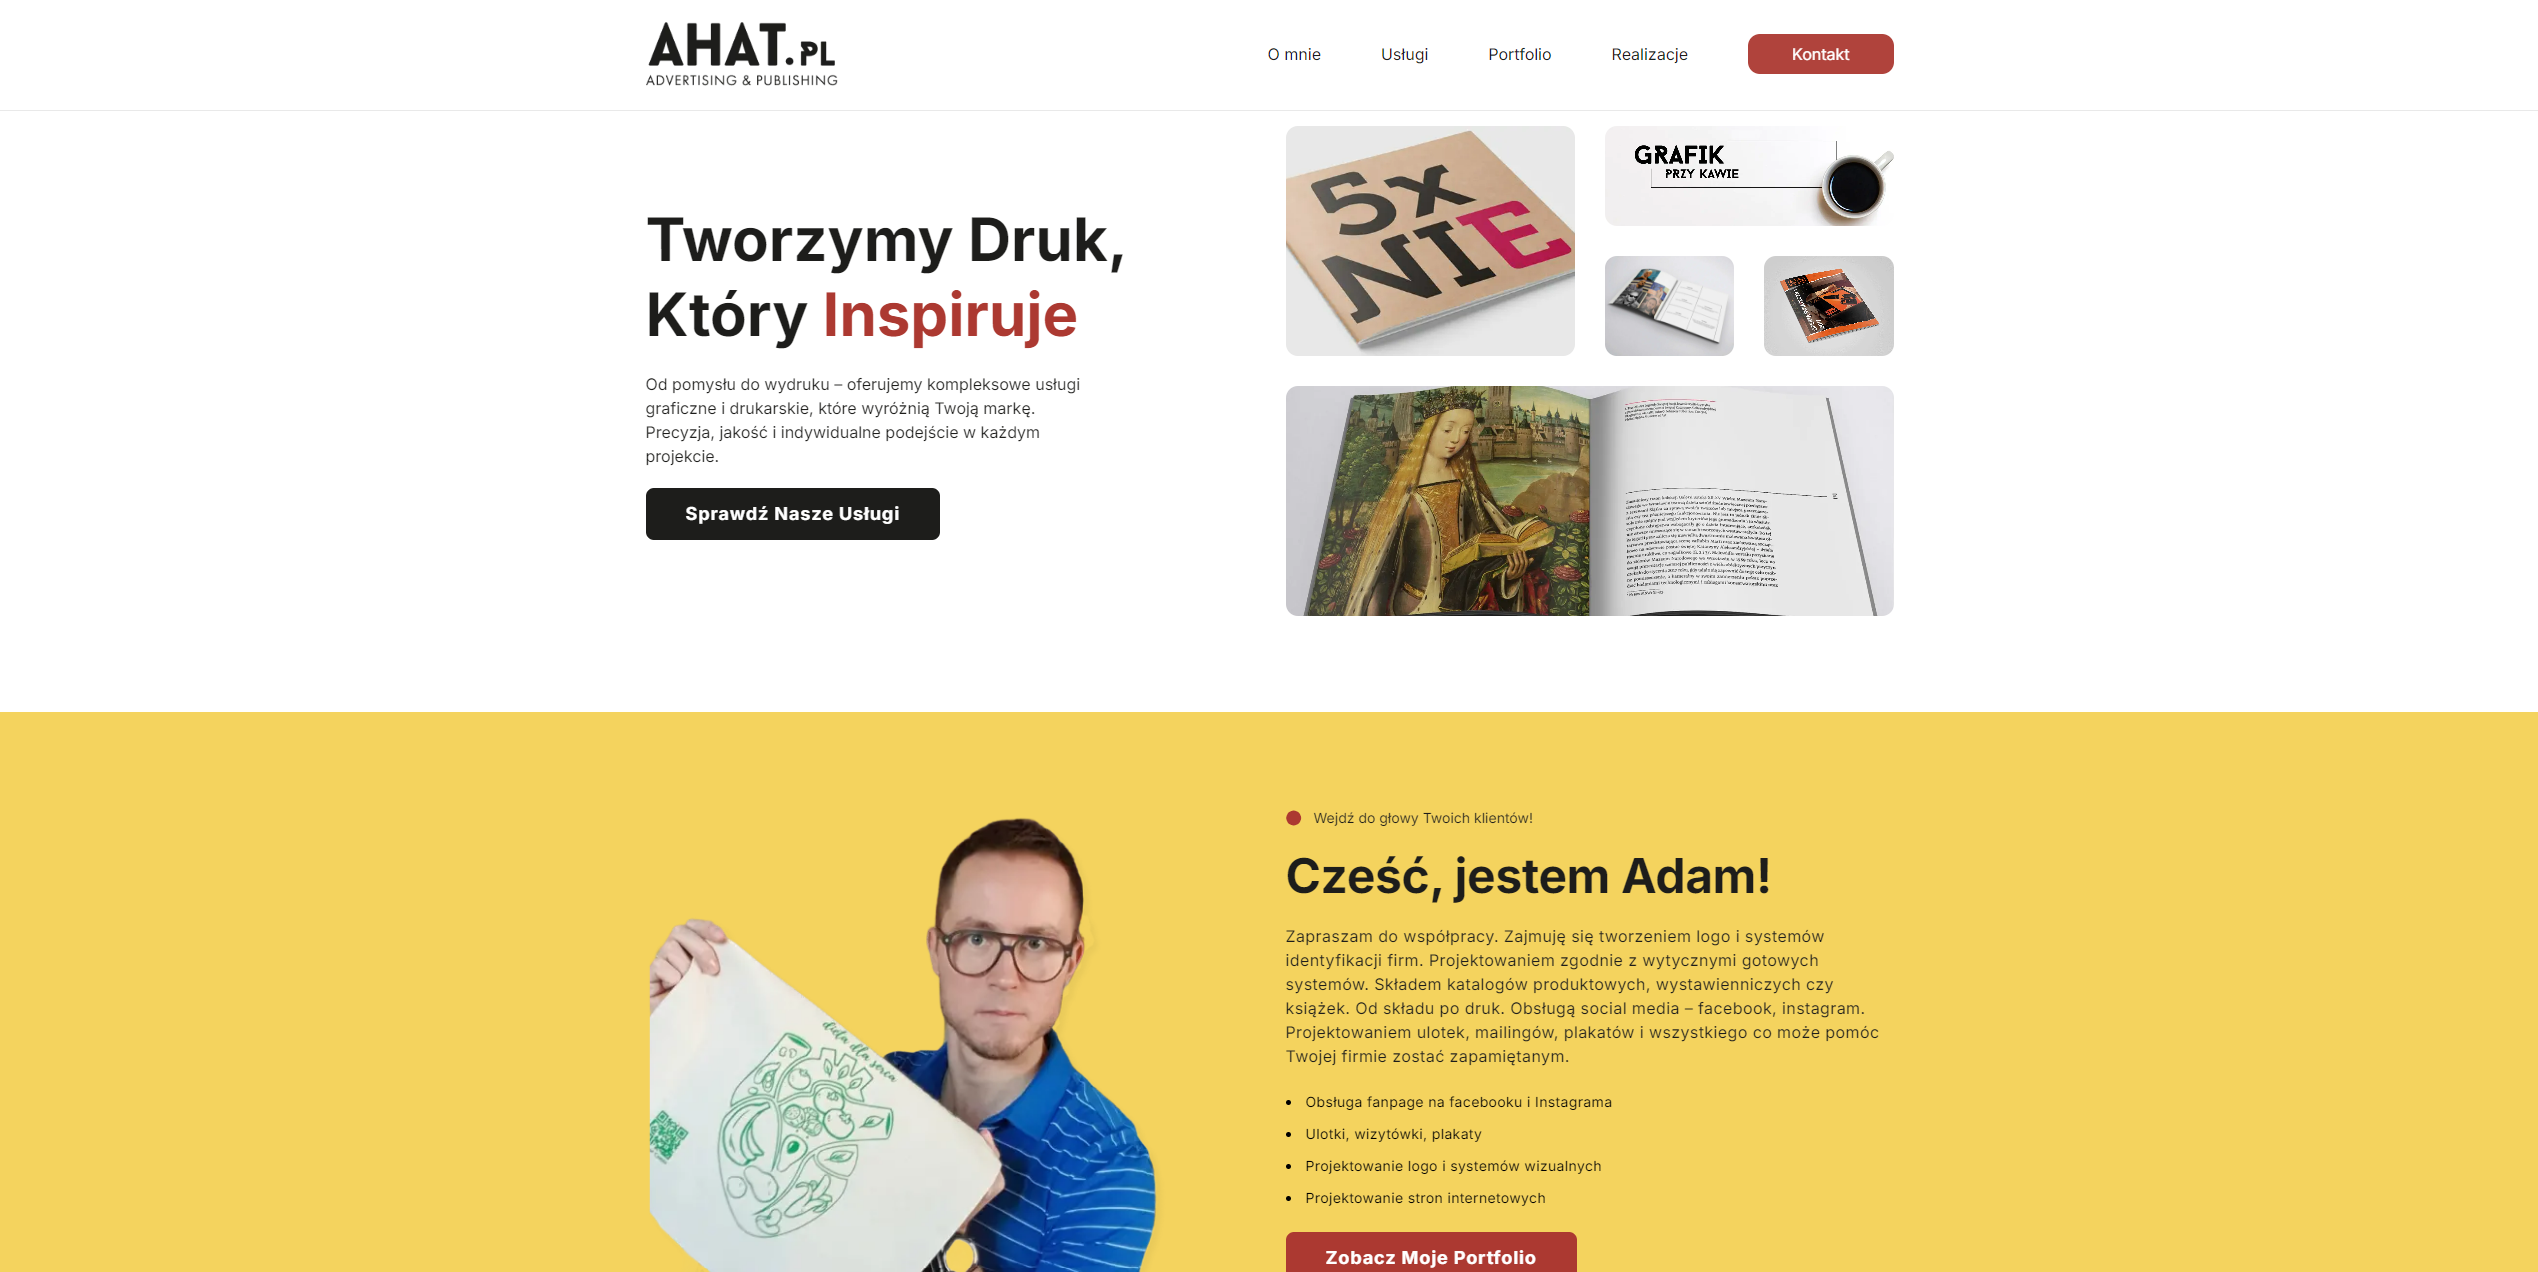 AHAT.PL
ADVERTISING & PUBLISHING
O mnie
Usługi
Portfolio
Realizacje
Kontakt
Tworzymy Druk,
Który Inspiruje
Od pomysłu do wydruku – oferujemy kompleksowe usługi
graficzne i drukarskie, które wyróżnią Twoją markę.
Precyzja, jakość i indywidualne podejście w każdym
projekcie.
Sprawdź Nasze Usługi
5x
NIE
GRAFIK
PRZY KAWIE
Wejdź do głowy Twoich klientów!
Cześć, jestem Adam!
Zapraszam do współpracy. Zajmuję się tworzeniem logo i systemów
identyfikacji firm. Projektowaniem zgodnie z wytycznymi gotowych
systemów. Składem katalogów produktowych, wystawienniczych czy
książek. Od składu po druk. Obsługą social media – facebook, instagram.
Projektowaniem ulotek, mailingów, plakatów i wszystkiego co może pomóc
Twojej firmie zostać zapamiętanym.
Obsługa fanpage na facebooku i Instagrama
Ulotki, wizytówki, plakaty
Projektowanie logo i systemów wizualnych
Projektowanie stron internetowych
Zobacz Moje Portfolio
dieta dla serca